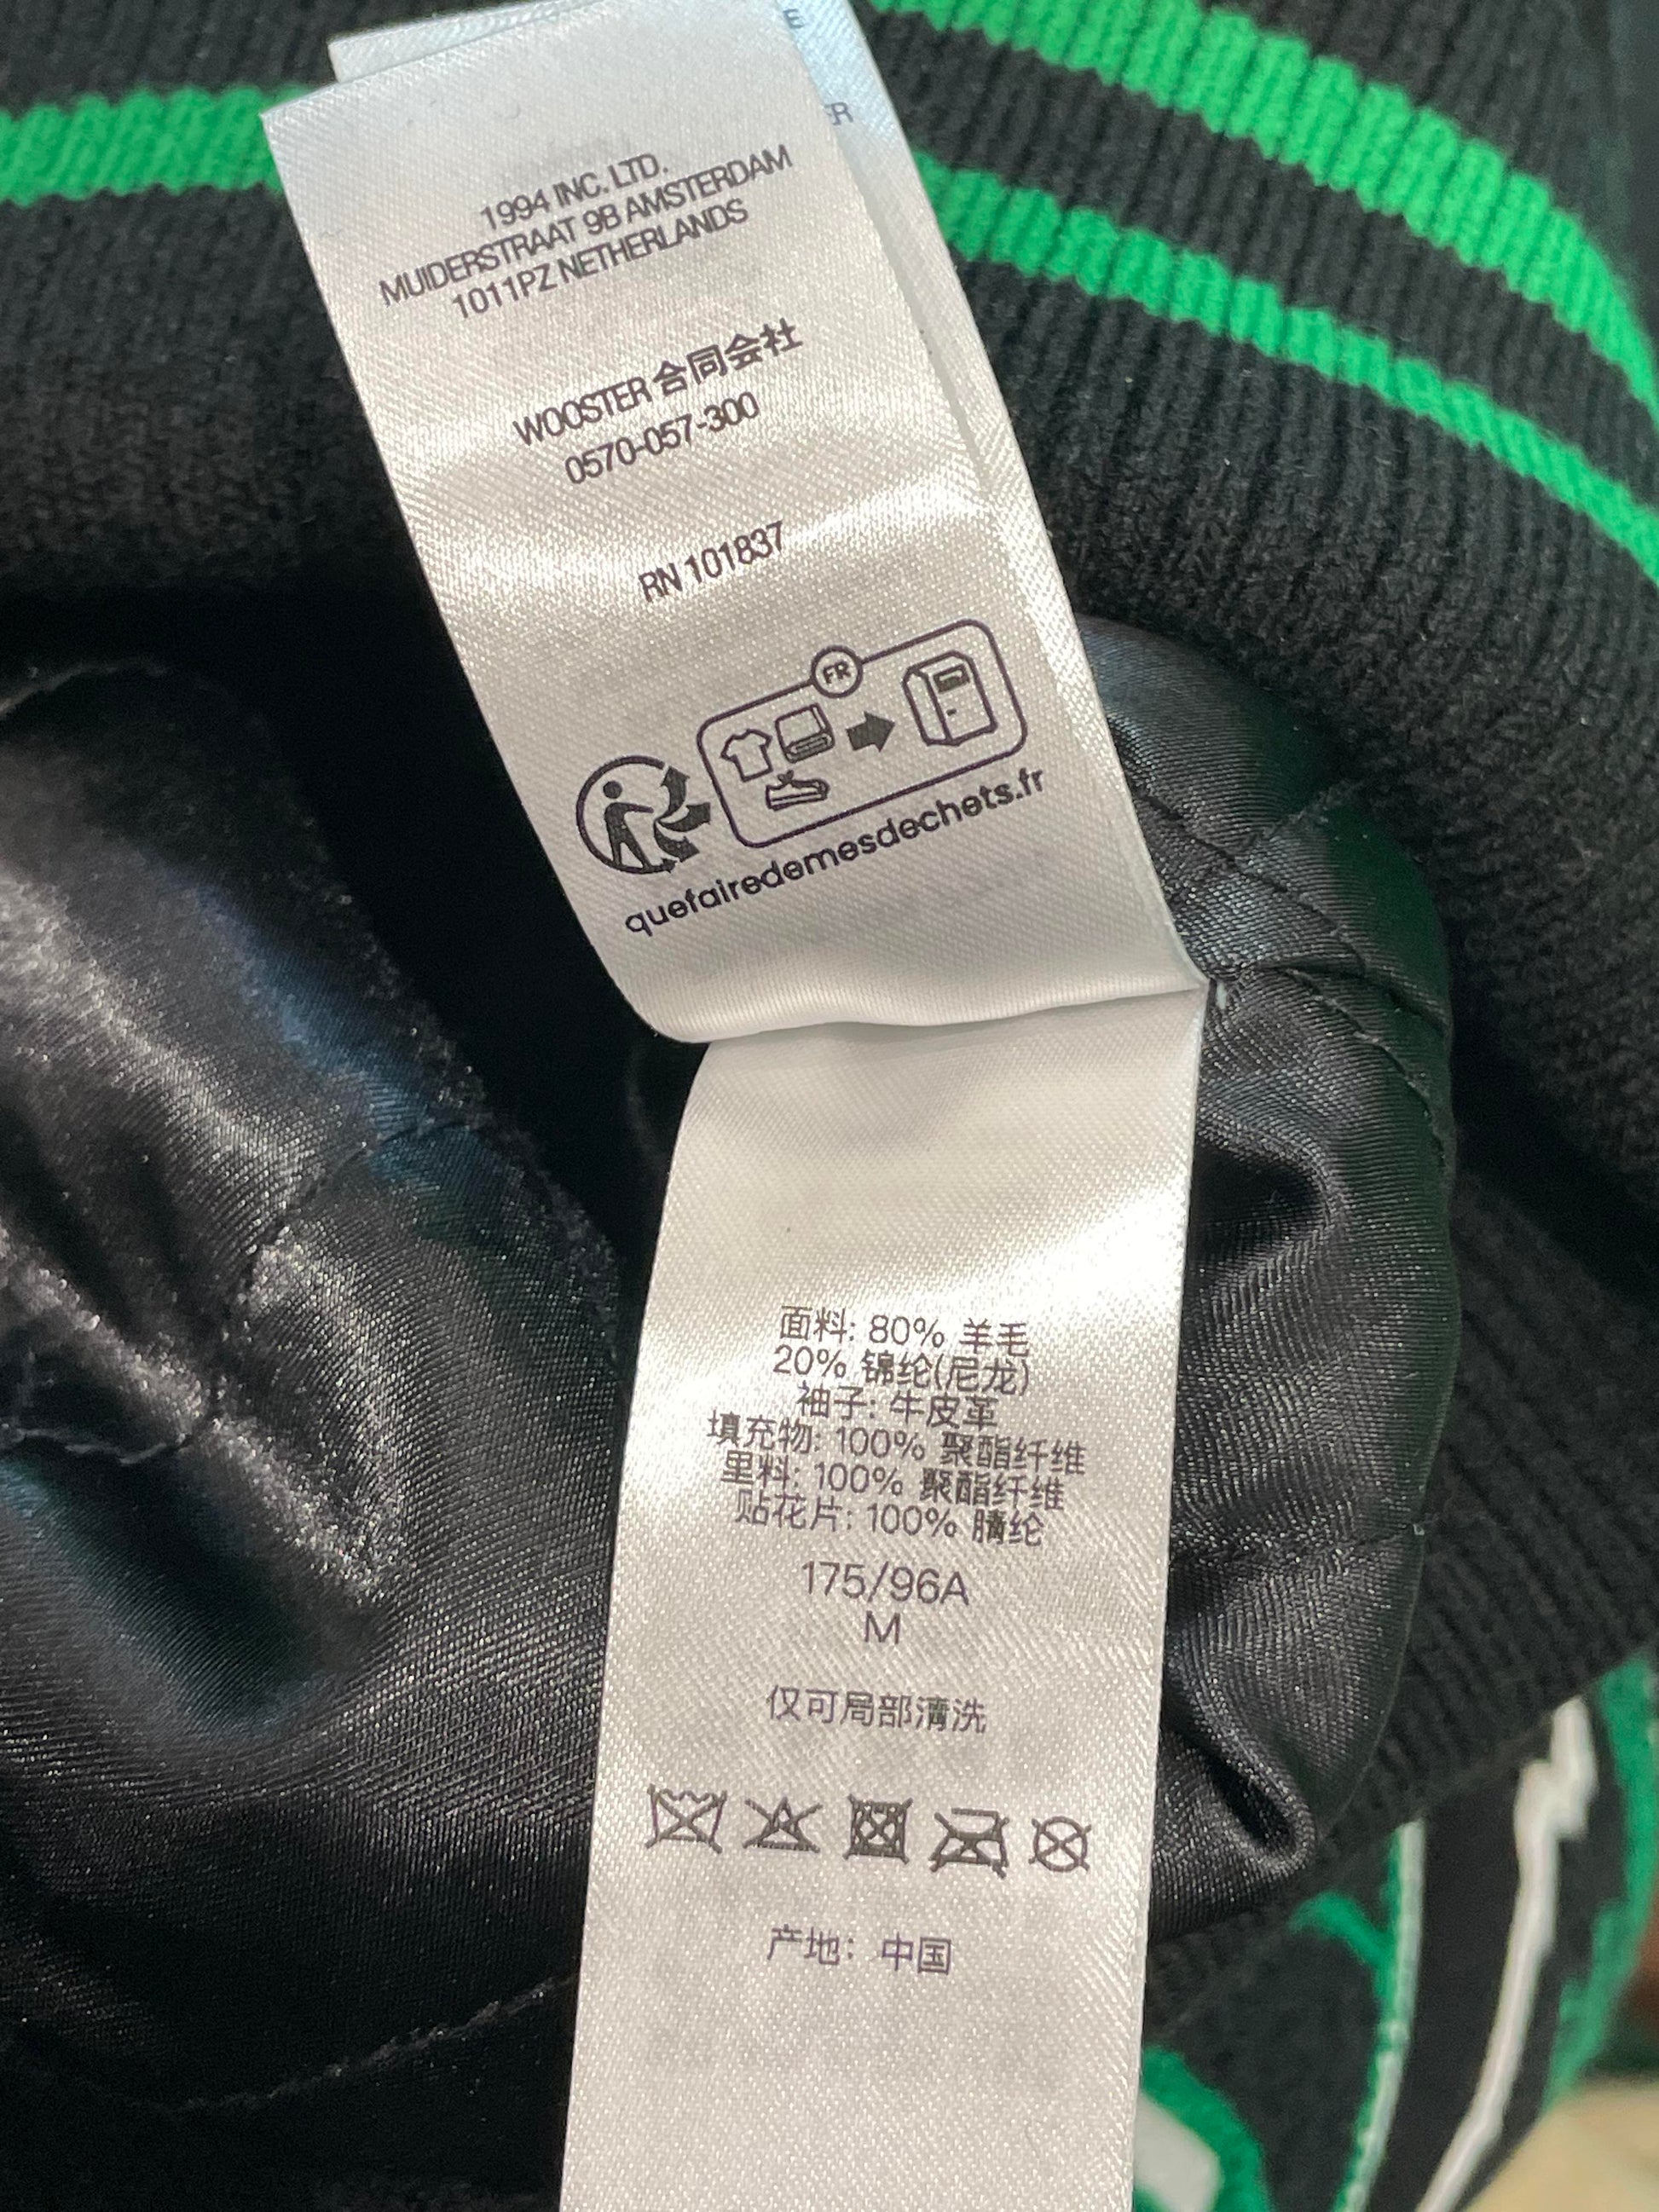 E
ER
1994 INC. LTD.
MUIDERSTRAAT 9B AMSTERDAM
1011PZ NETHERLANDS
WOOSTER 合同会社
0570-057-300
RN 101837
FR
quefairedemesdechets.fr
面料: 80% 羊毛
20% 锦纶(尼龙)
袖子: 牛皮革
填充物: 100% 聚酯纤维
里料: 100% 聚酯纤维
贴花片: 100% 腈纶
175/96A
M
仅可局部清洗
产地: 中国